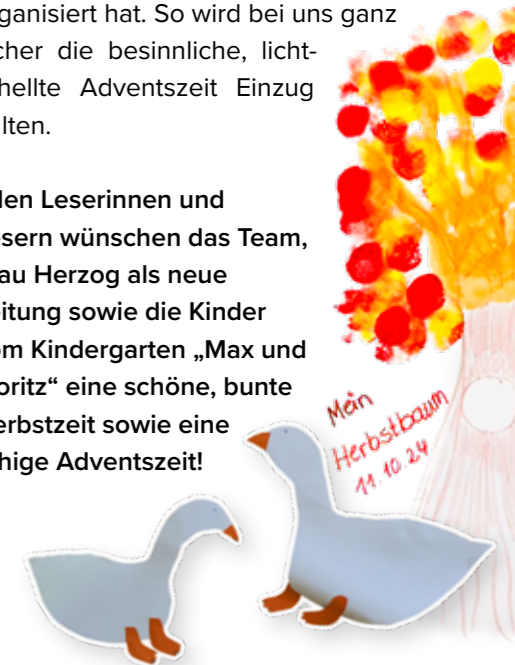 ganisiert hat. So wird bei uns ganz
cher die besinnliche, licht-
hellte Adventszeit Einzug
lten.
len Leserinnen und
sern wünschen das Team,
au Herzog als neue
itung sowie die Kinder
om Kindergarten „Max und
oritz“ eine schöne, bunte
erbstzeit sowie eine
hige Adventszeit!
Mein
Herbstbaum
11.10.24